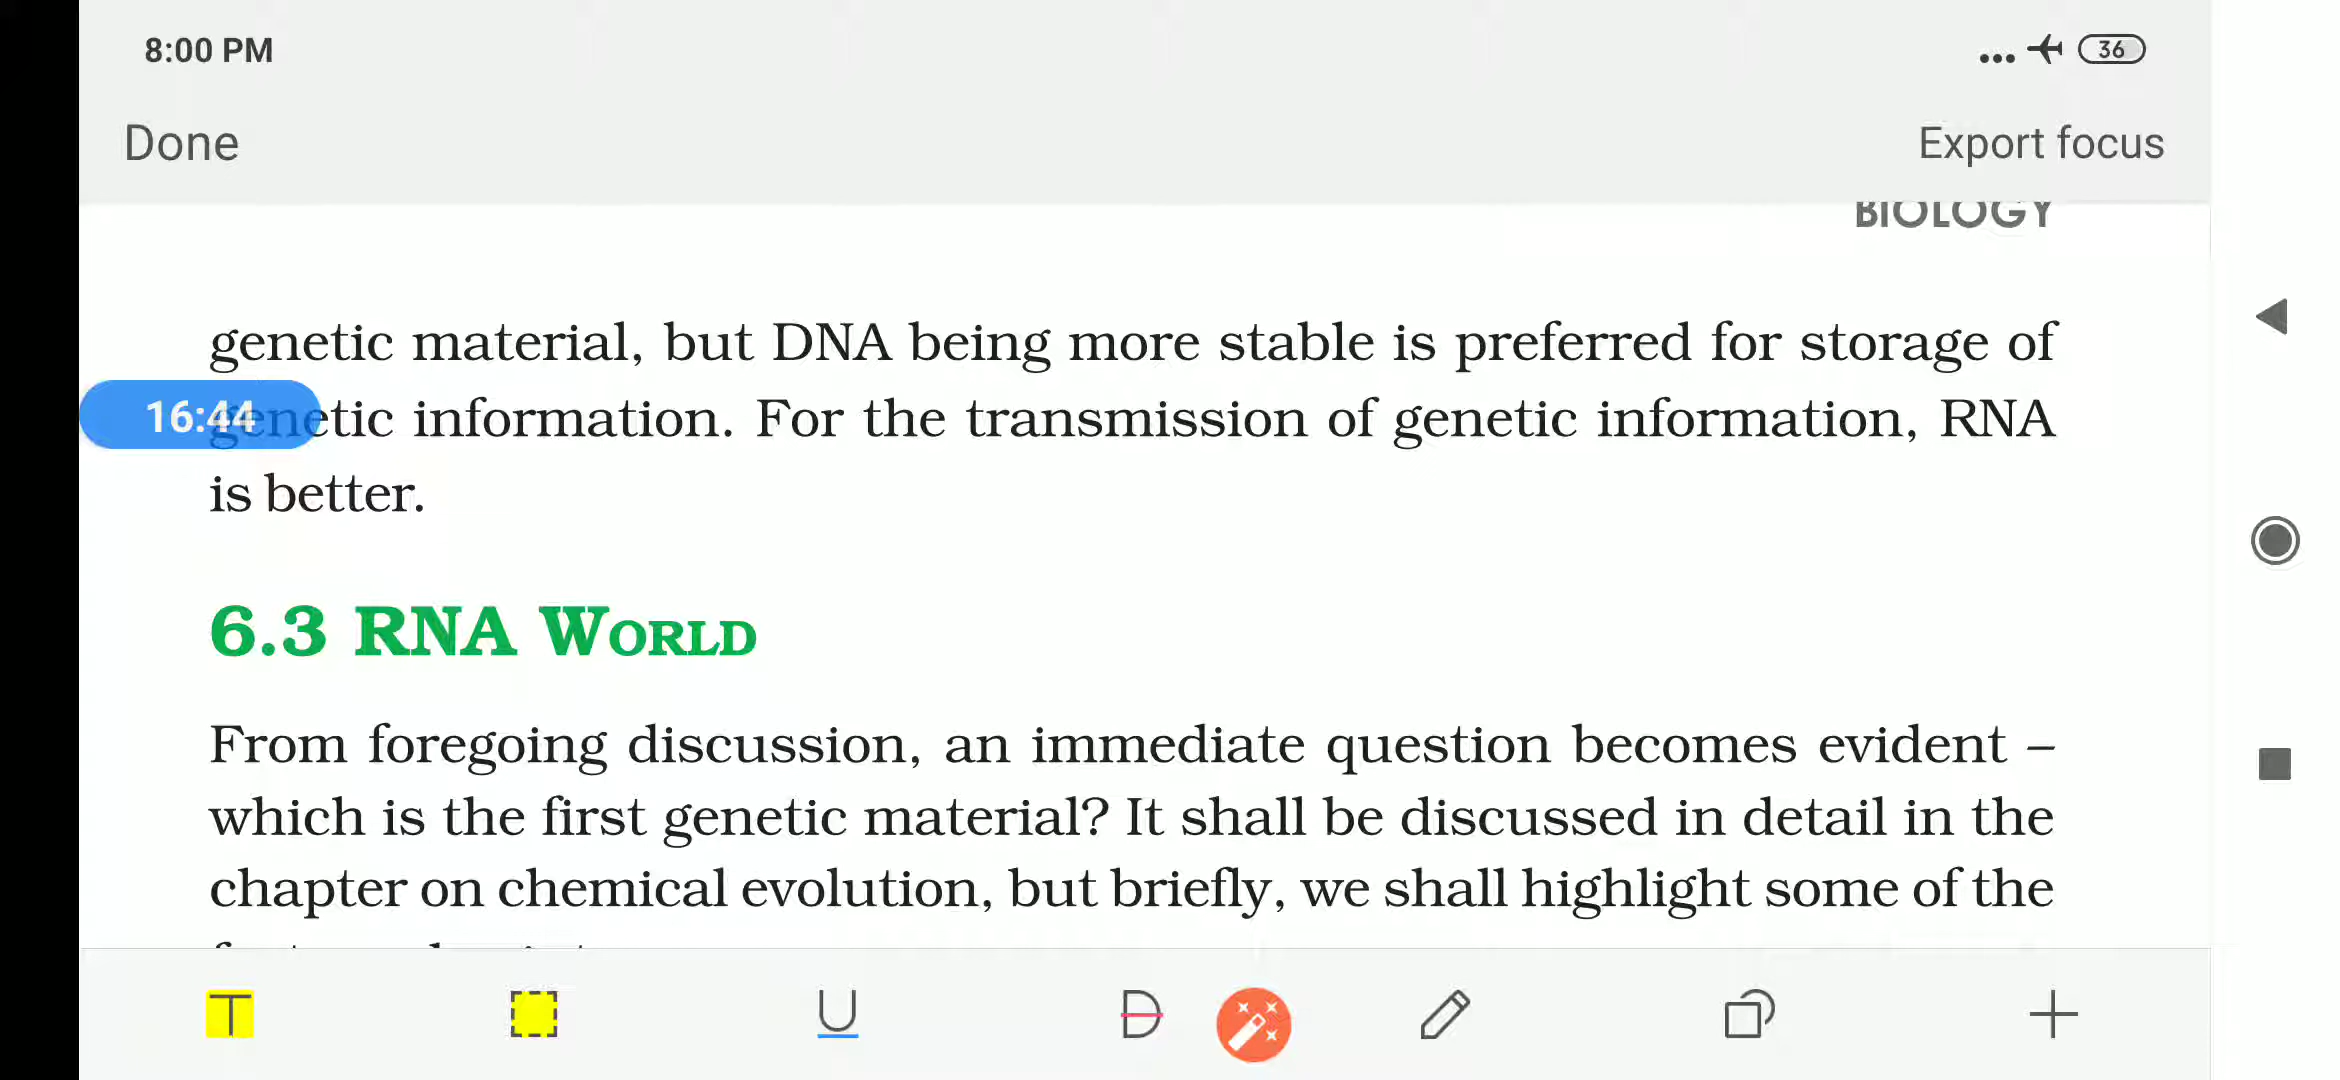 8:00 PM
36
Done
Export focus
BIOLOGY
genetic material, but DNA being more stable is preferred for storage of
16:44
genetic information. For the transmission of genetic information, RNA
is better.
6.3 RNA WORLD
From foregoing discussion, an immediate question becomes evident –
which is the first genetic material? It shall be discussed in detail in the
chapter on chemical evolution, but briefly, we shall highlight some of the